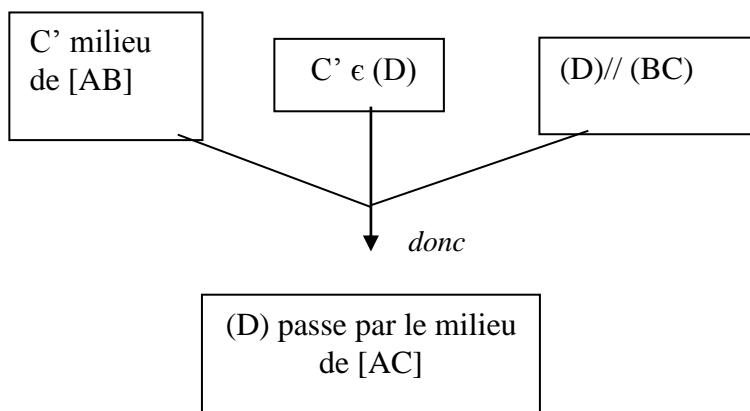 C’ milieu
de [AB]
C’ є (D)
(D)// (BC)
donc
(D) passe par le milieu
de [AC]